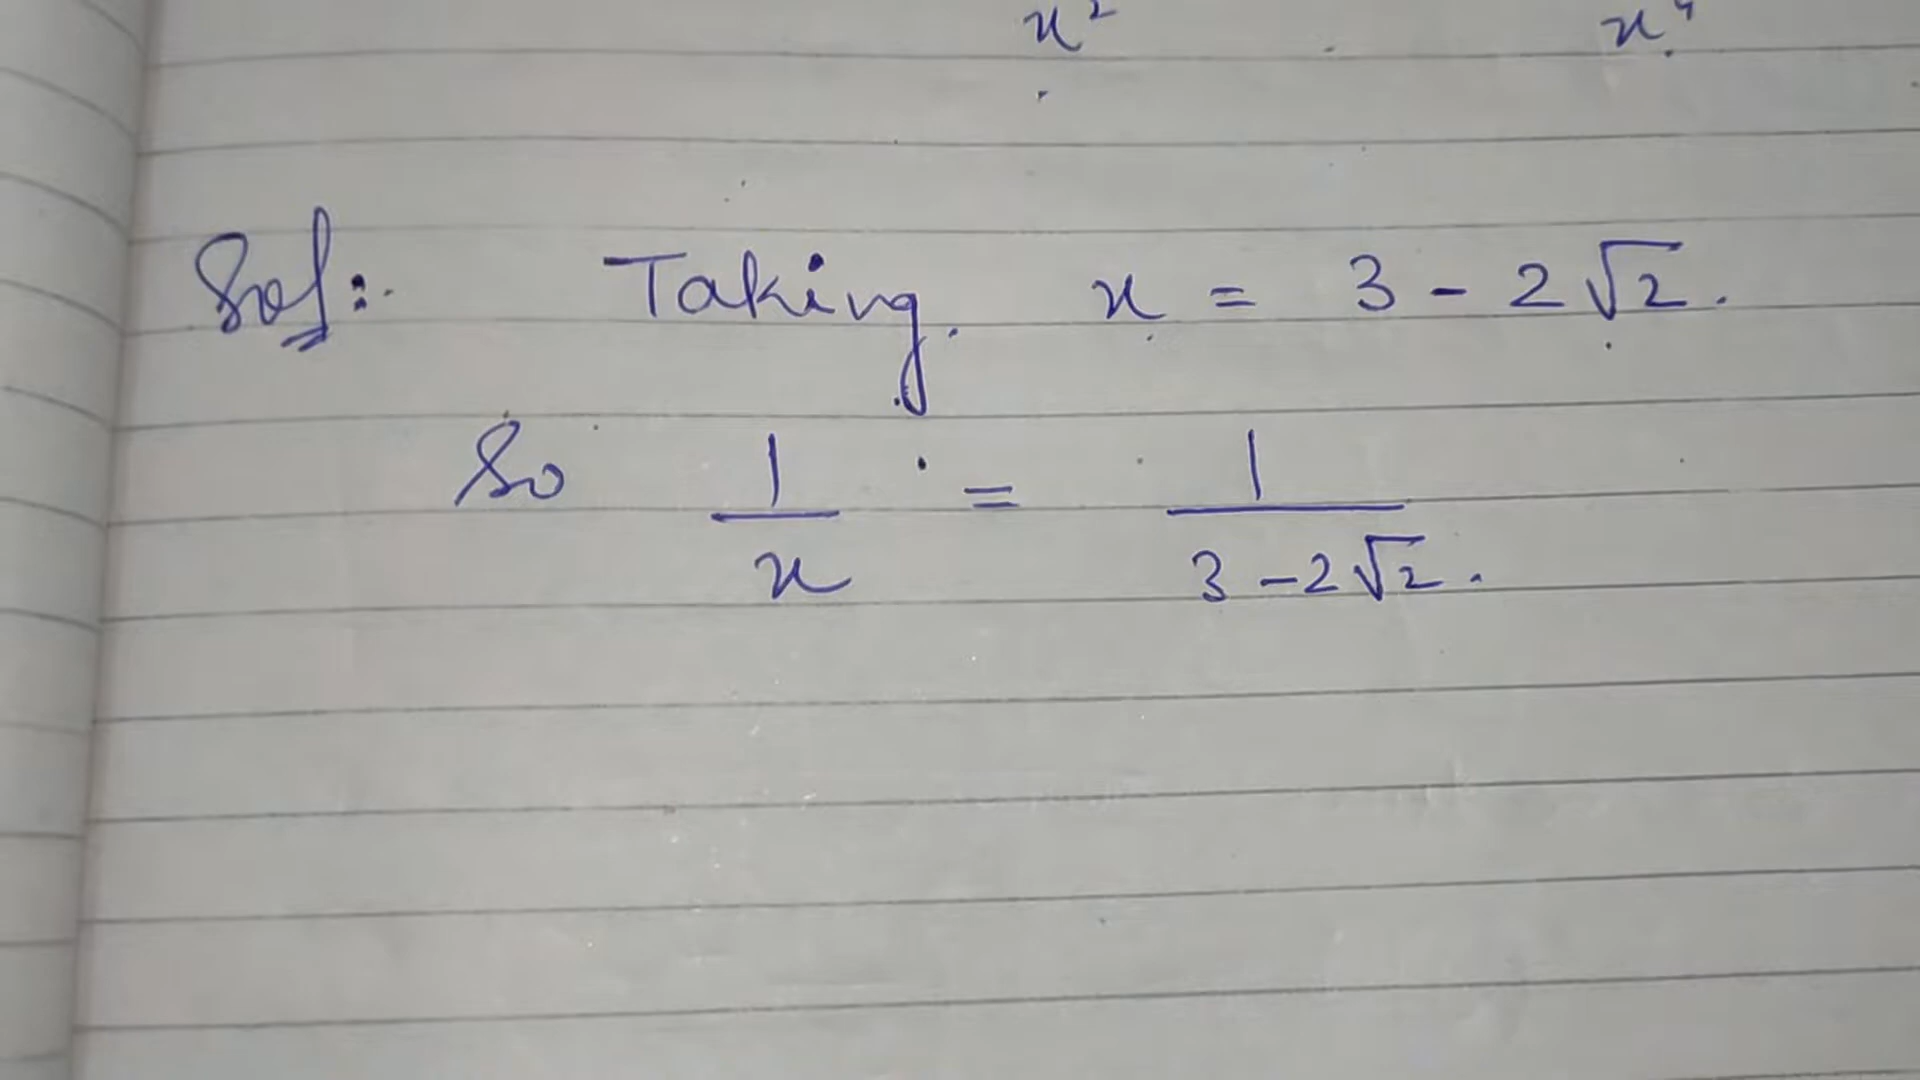 x² x⁴
Sol:- Taking x = 3 - 2√2.
So 1/x = 1/(3 - 2√2).